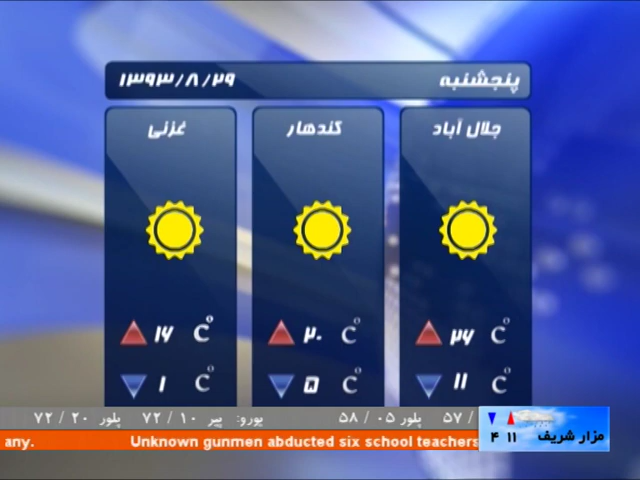 پنجشنبه ۱۳۹۳/۸/۲۹
جلال آباد کندهار غزنی
۲۶ C° ۲۰ C° ۱۶ C°
۱۱ C° ۵ C° ۱ C°
۵۷ / پلور ۰۵ / ۵۸ یورو: پیر ۱۰ / ۷۲ پلور ۲۰ / ۷۲
مزار شریف ۱۱ ۴
any. Unknown gunmen abducted six school teachers